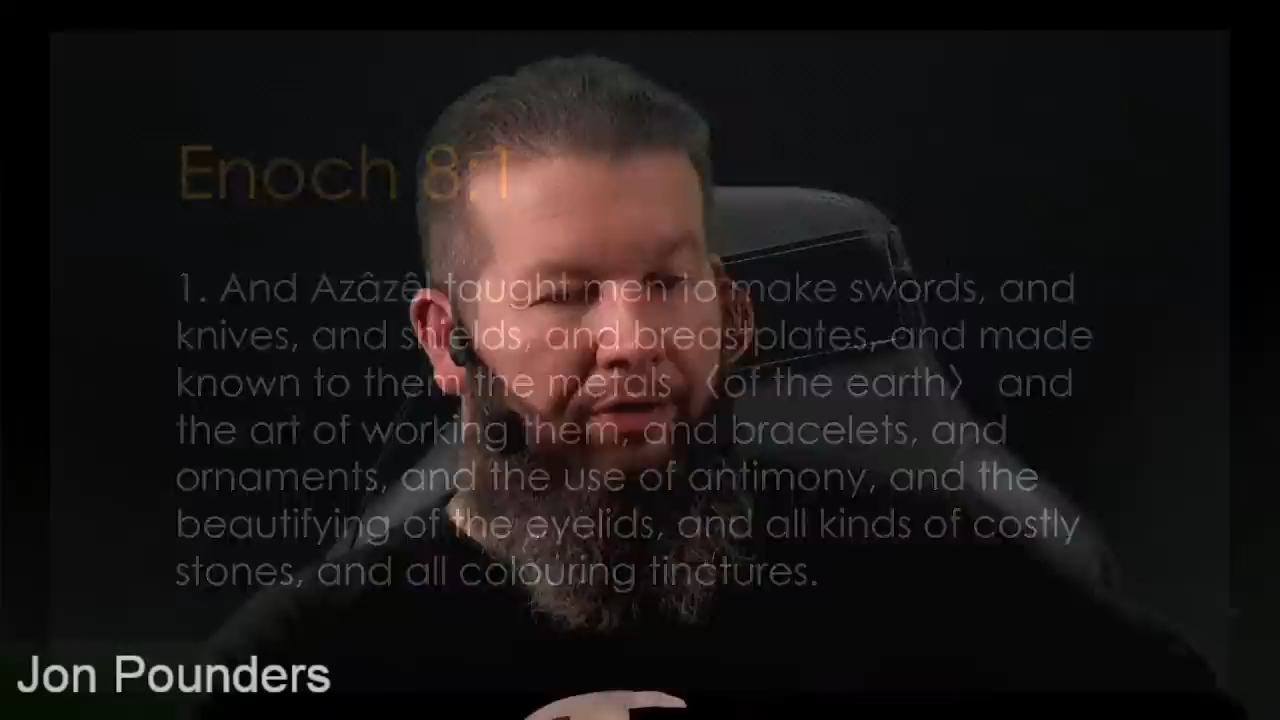 Enoch 8:1
1. And Azâzêl taught men to make swords, and
knives, and shields, and breastplates, and made
known to them the metals 〈of the earth〉 and
the art of working them, and bracelets, and
ornaments, and the use of antimony, and the
beautifying of the eyelids, and all kinds of costly
stones, and all colouring tinctures.
Jon Pounders